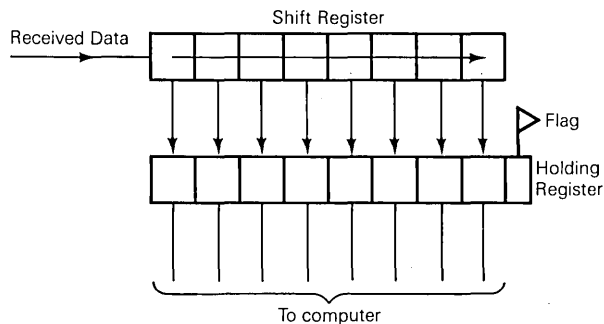 Shift Register
Received Data
Flag
Holding
Register
To computer